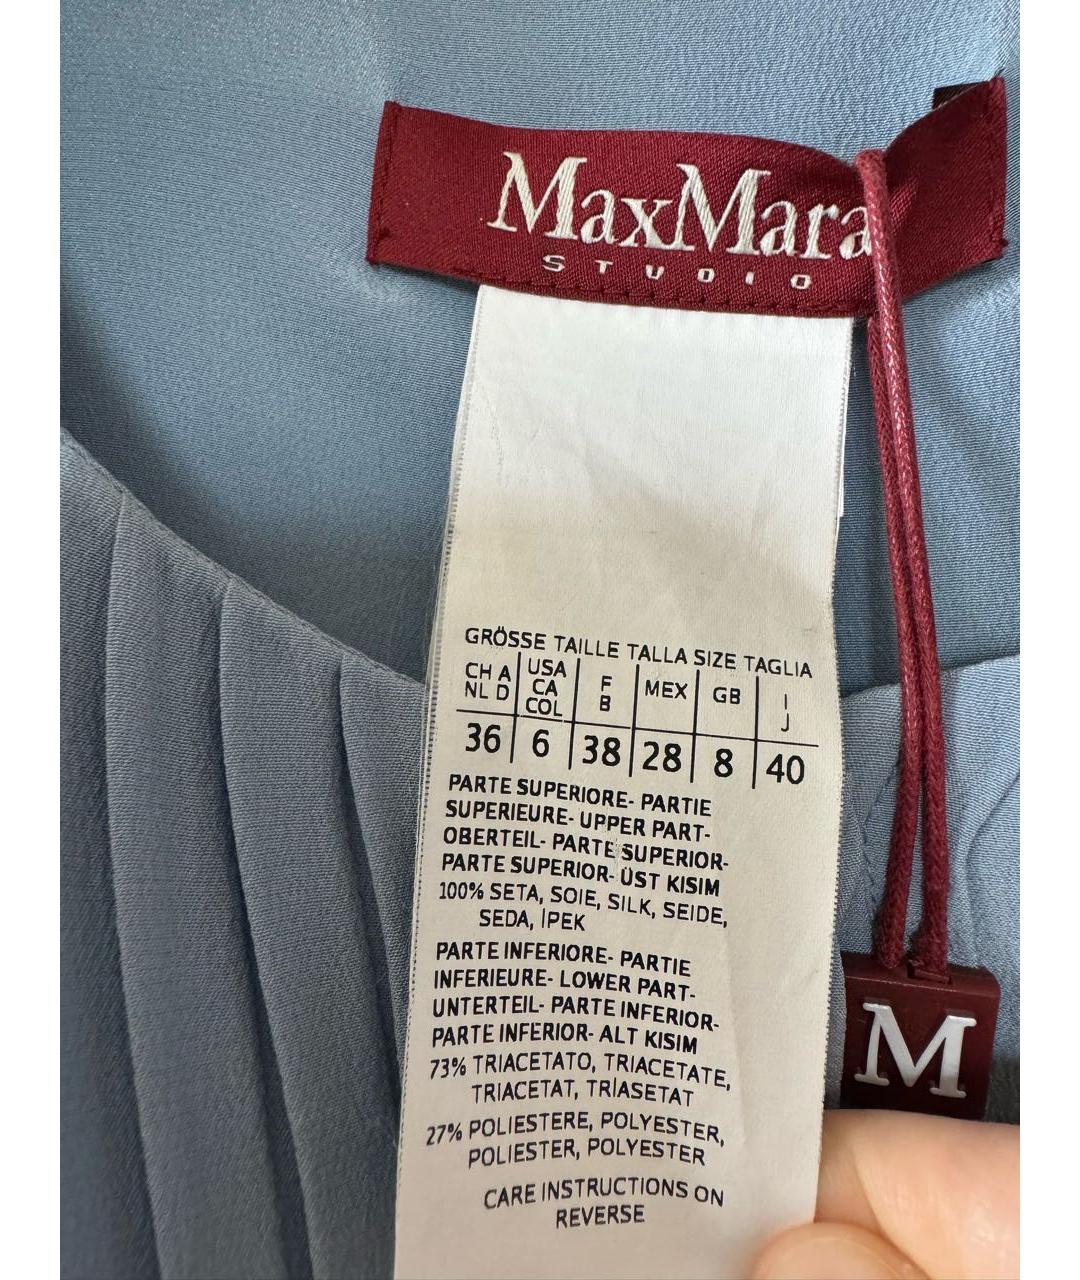 MaxMara
STUDIO
GRÖSSE TAILLE TALLA SIZE TAGLIA
CH A NL D | USA CA COL | F B | MEX | GB | I J
36 | 6 | 38 | 28 | 8 | 40
PARTE SUPERIORE- PARTIE
SUPERIEURE- UPPER PART-
OBERTEIL- PARTE SUPERIOR-
PARTE SUPERIOR- ÜST KISIM
100% SETA, SOIE, SILK, SEIDE,
SEDA, İPEK
PARTE INFERIORE- PARTIE
INFERIEURE- LOWER PART-
UNTERTEIL- PARTE INFERIOR-
PARTE INFERIOR- ALT KISIM
73% TRIACETATO, TRIACETATE,
TRIACETAT, TRİASETAT
27% POLIESTERE, POLYESTER,
POLIESTER, POLYESTER
CARE INSTRUCTIONS ON
REVERSE
M